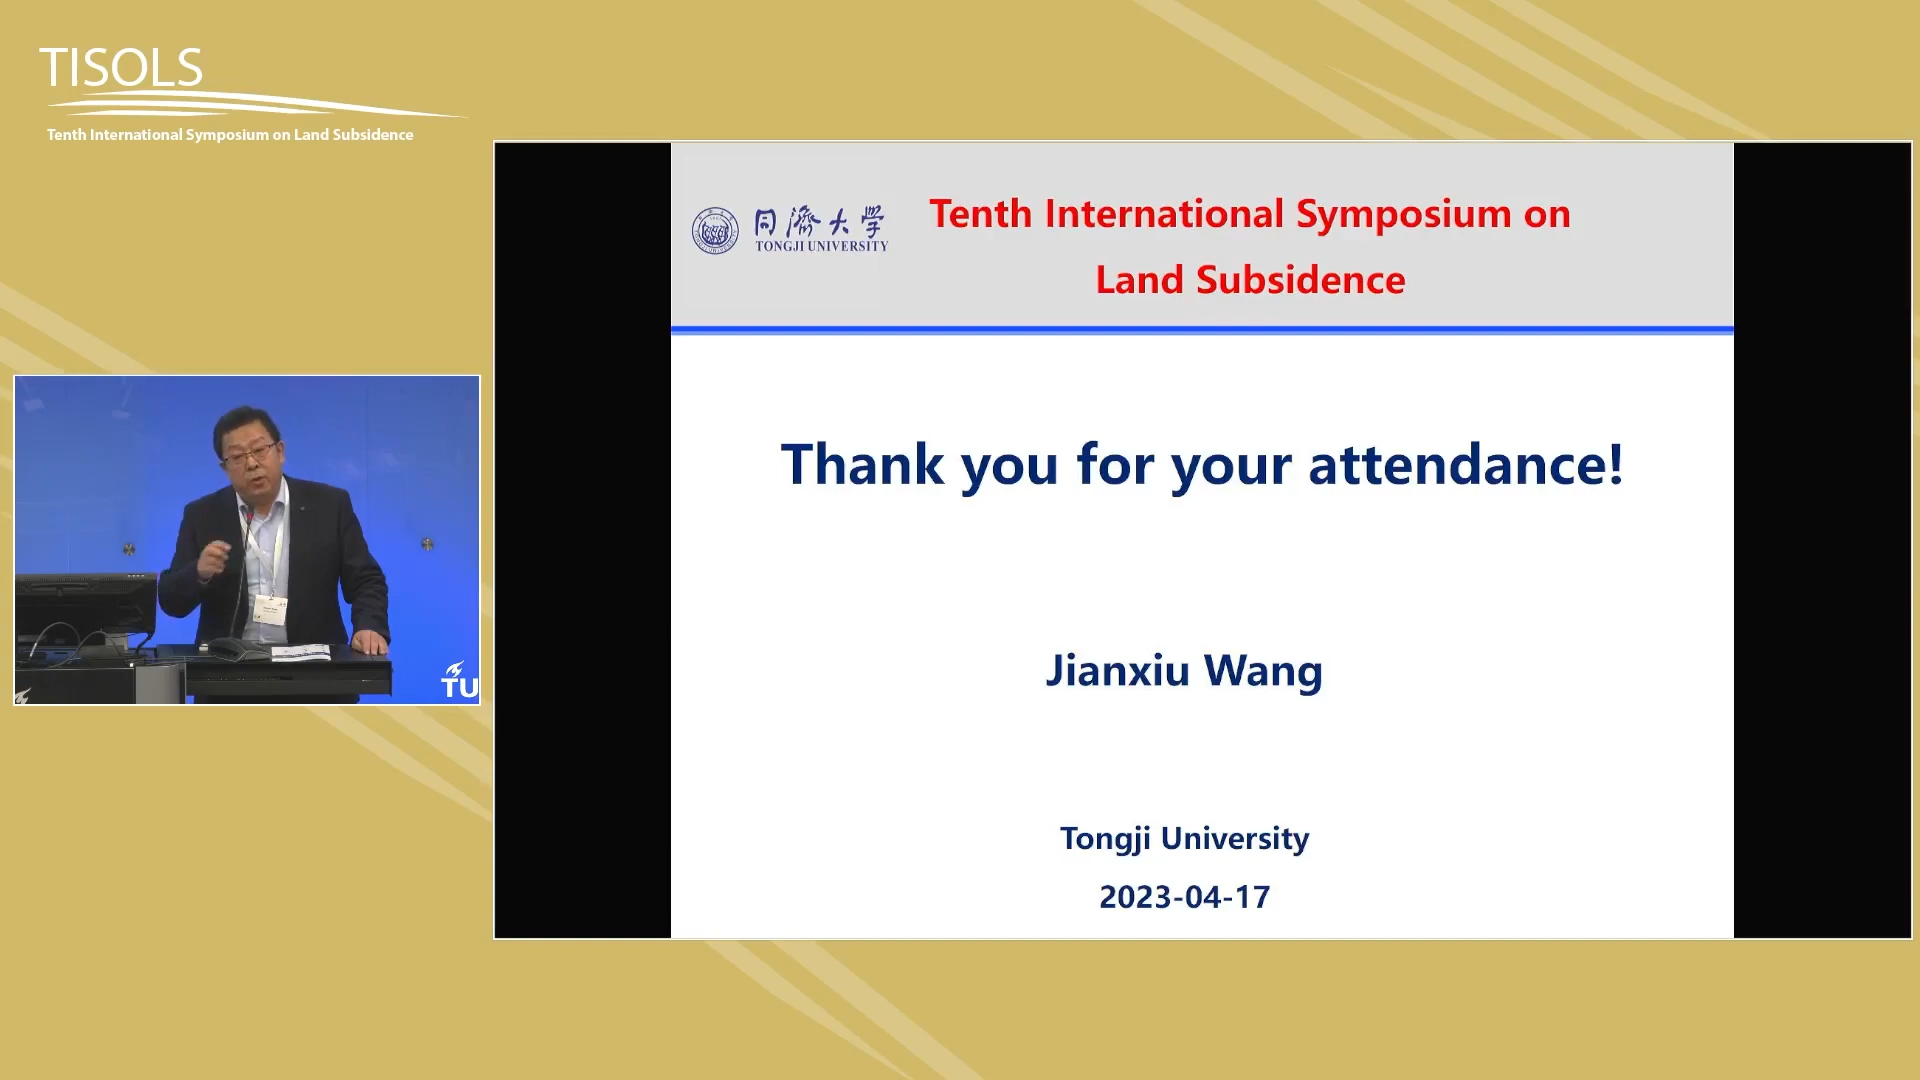 TISOLS
Tenth International Symposium on Land Subsidence
同濟大学
TONGJI UNIVERSITY
Tenth International Symposium on
Land Subsidence
Thank you for your attendance!
Jianxiu Wang
Tongji University
2023-04-17
TU